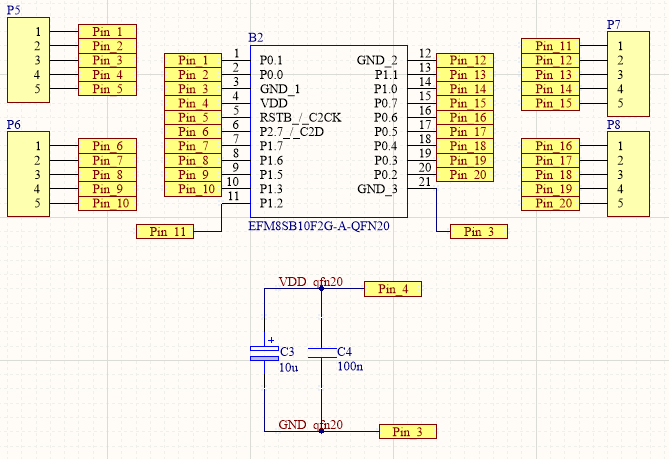 P5
1 Pin_1
2 Pin_2
3 Pin_3
4 Pin_4
5 Pin_5
P6
1 Pin_6
2 Pin_7
3 Pin_8
4 Pin_9
5 Pin_10
B2
Pin_1 1 P0.1
Pin_2 2 P0.0
Pin_3 3 GND_1
Pin_4 4 VDD
Pin_5 5 RSTB_/_C2CK
Pin_6 6 P2.7_/_C2D
Pin_7 7 P1.7
Pin_8 8 P1.6
Pin_9 9 P1.5
Pin_10 10 P1.3
Pin_11 11 P1.2
GND_2 12 Pin_12
P1.1 13 Pin_13
P1.0 14 Pin_14
P0.7 15 Pin_15
P0.6 16 Pin_16
P0.5 17 Pin_17
P0.4 18 Pin_18
P0.3 19 Pin_19
P0.2 20 Pin_20
GND_3 21 Pin_3
EFM8SB10F2G-A-QFN20
P7
Pin_11 1
Pin_12 2
Pin_13 3
Pin_14 4
Pin_15 5
P8
Pin_16 1
Pin_17 2
Pin_18 3
Pin_19 4
Pin_20 5
VDD_qfn20 Pin_4
+
C3 C4
10u 100n
GND_qfn20 Pin_3